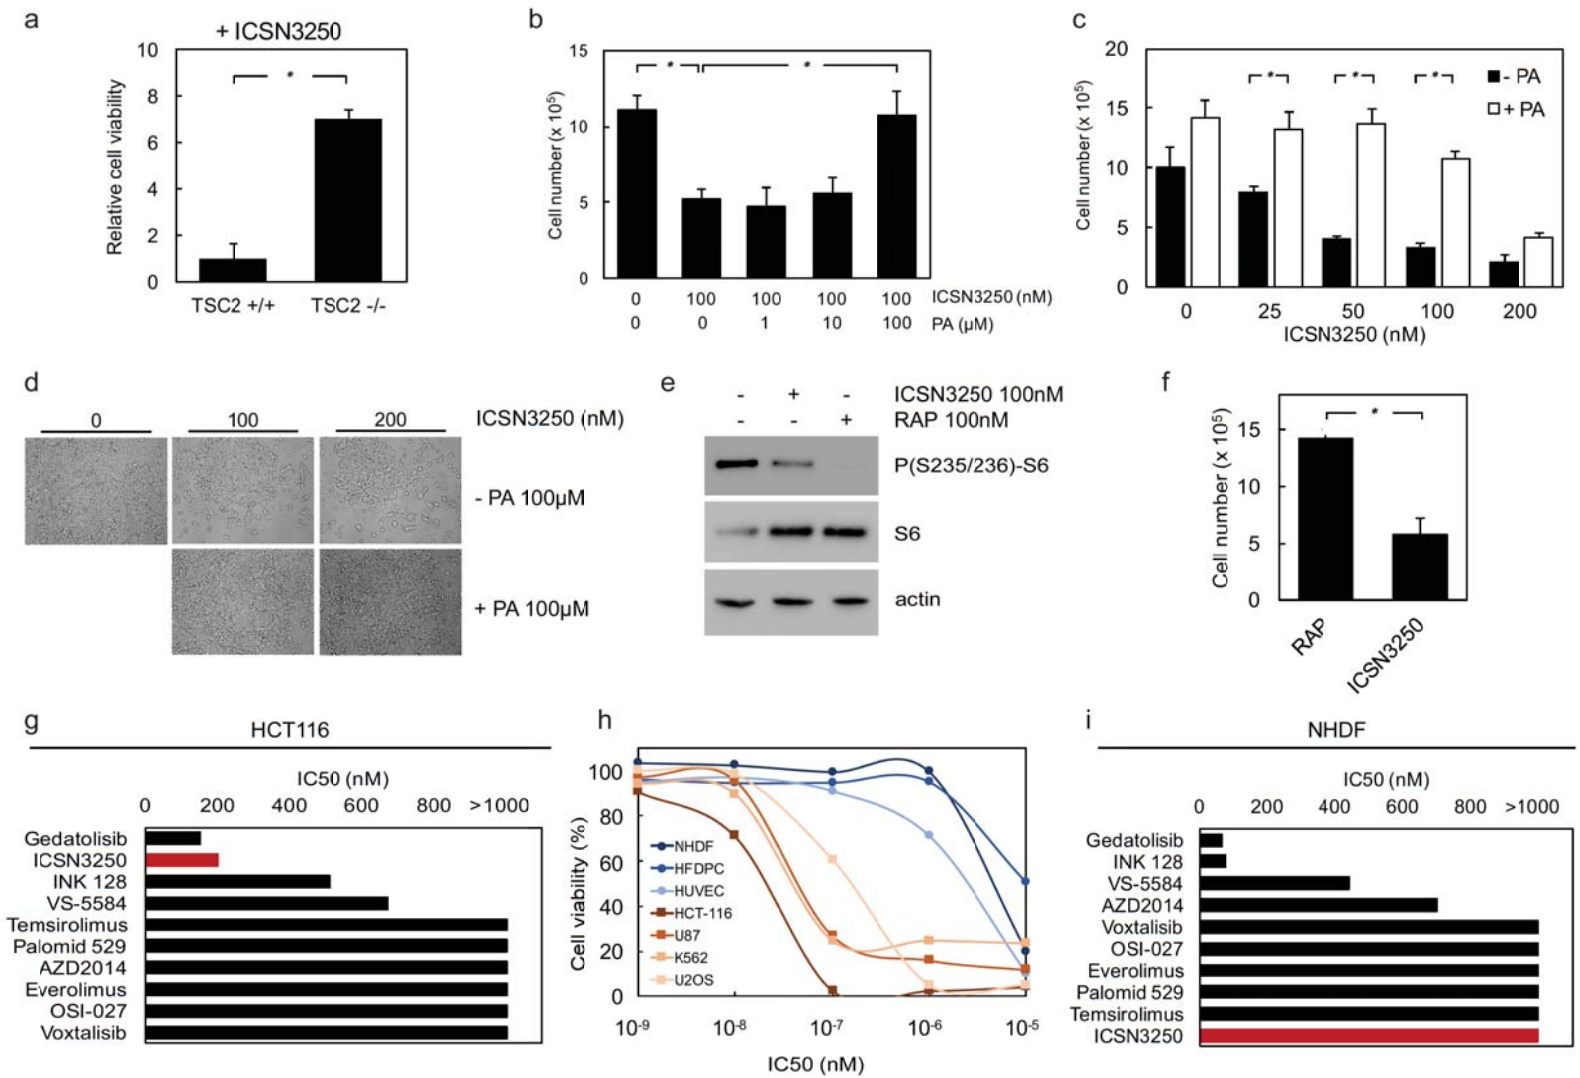 a
+ ICSN3250
Relative cell viability
10
8
6
4
2
0
*
TSC2 +/+ TSC2 -/-
b
Cell number (x 10⁵)
15
10
5
0
* *
0 100 100 100 100 ICSN3250 (nM)
0 0 1 10 100 PA (µM)
c
Cell number (x 10⁵)
20
15
10
5
0
* * *
- PA
+ PA
0 25 50 100 200
ICSN3250 (nM)
d
0 100 200 ICSN3250 (nM)
- PA 100µM
+ PA 100µM
e
- + - ICSN3250 100nM
- - + RAP 100nM
P(S235/236)-S6
S6
actin
f
Cell number (x 10⁵)
15
10
5
0
*
RAP
ICSN3250
g
HCT116
IC50 (nM)
0 200 400 600 800 >1000
Gedatolisib
ICSN3250
INK 128
VS-5584
Temsirolimus
Palomid 529
AZD2014
Everolimus
OSI-027
Voxtalisib
h
Cell viability (%)
100
80
60
40
20
0
NHDF
HFDPC
HUVEC
HCT-116
U87
K562
U2OS
10⁻⁹ 10⁻⁸ 10⁻⁷ 10⁻⁶ 10⁻⁵
IC50 (nM)
i
NHDF
IC50 (nM)
0 200 400 600 800 >1000
Gedatolisib
INK 128
VS-5584
AZD2014
Voxtalisib
OSI-027
Everolimus
Palomid 529
Temsirolimus
ICSN3250